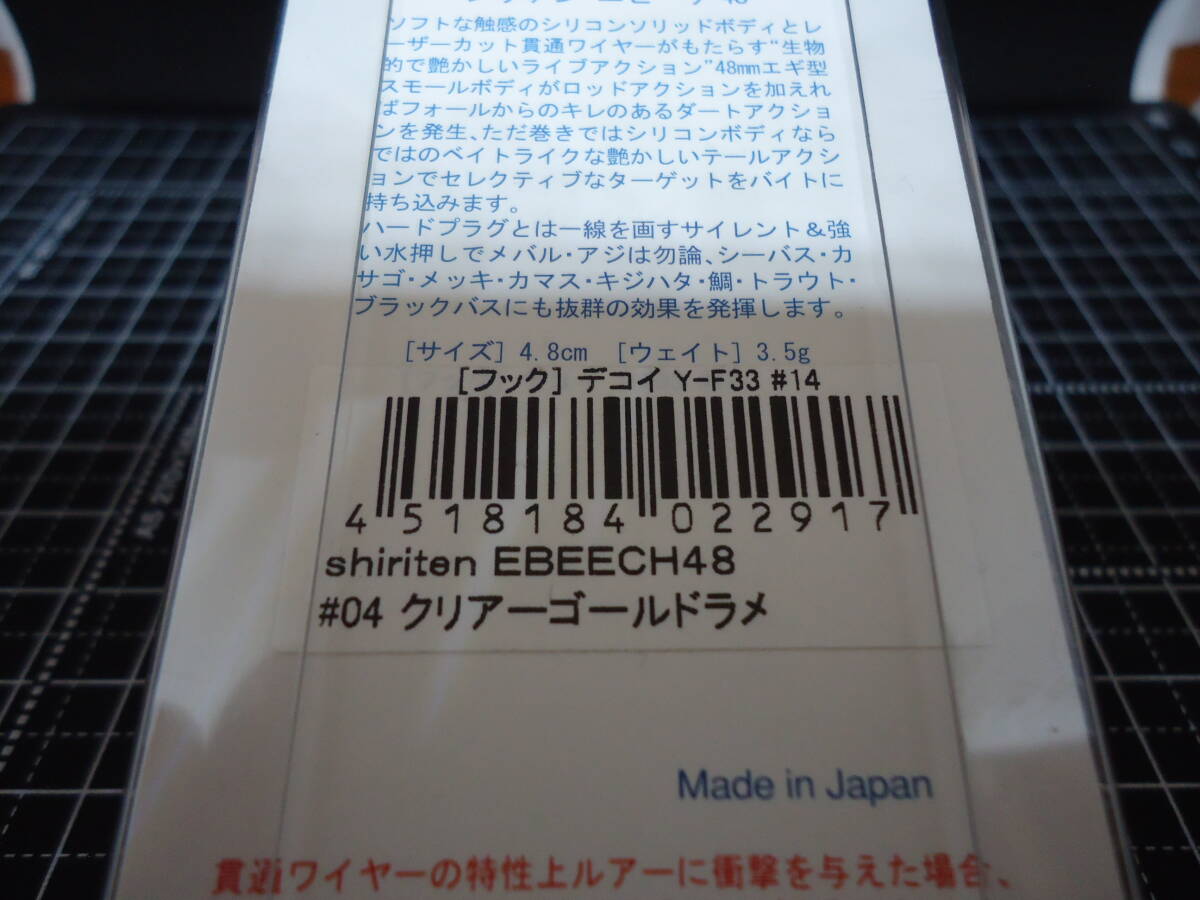 ソフトな触感のシリコンソリッドボディとレ
ーザーカット貫通ワイヤーがもたらす"生物
的で艶かしいライブアクション"48mmエギ型
スモールボディがロッドアクションを加えれ
ばフォールからのキレのあるダートアクショ
ンを発生、ただ巻きではシリコンボディなら
ではのベイトライクな艶かしいテールアクシ
ョンでセレクティブなターゲットをバイトに
持ち込みます。
ハードプラグとは一線を画すサイレント＆強
い水押しでメバル・アジは勿論、シーバス・カ
サゴ・メッキ・カマス・キジハタ・鯛・トラウト・
ブラックバスにも抜群の効果を発揮します。
[サイズ] 4.8cm [ウェイト] 3.5g
[フック] デコイ Y-F33 #14
4 518184 022917
shiriten EBEECH48
#04 クリアーゴールドラメ
Made in Japan
貫通ワイヤーの特性上ルアーに衝撃を与えた場合、